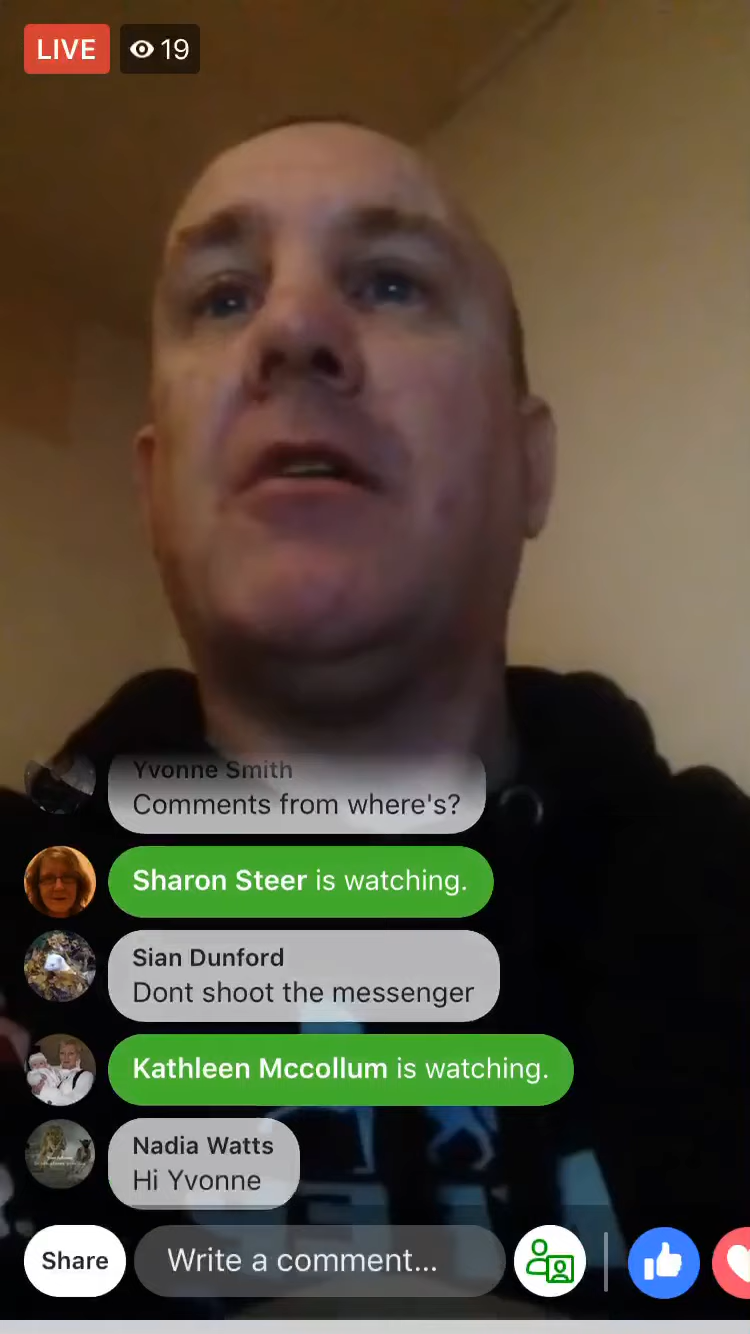 LIVE
19
Yvonne Smith
Comments from where's?
Sharon Steer is watching.
Sian Dunford
Dont shoot the messenger
Kathleen Mccollum is watching.
Nadia Watts
Hi Yvonne
Share
Write a comment...